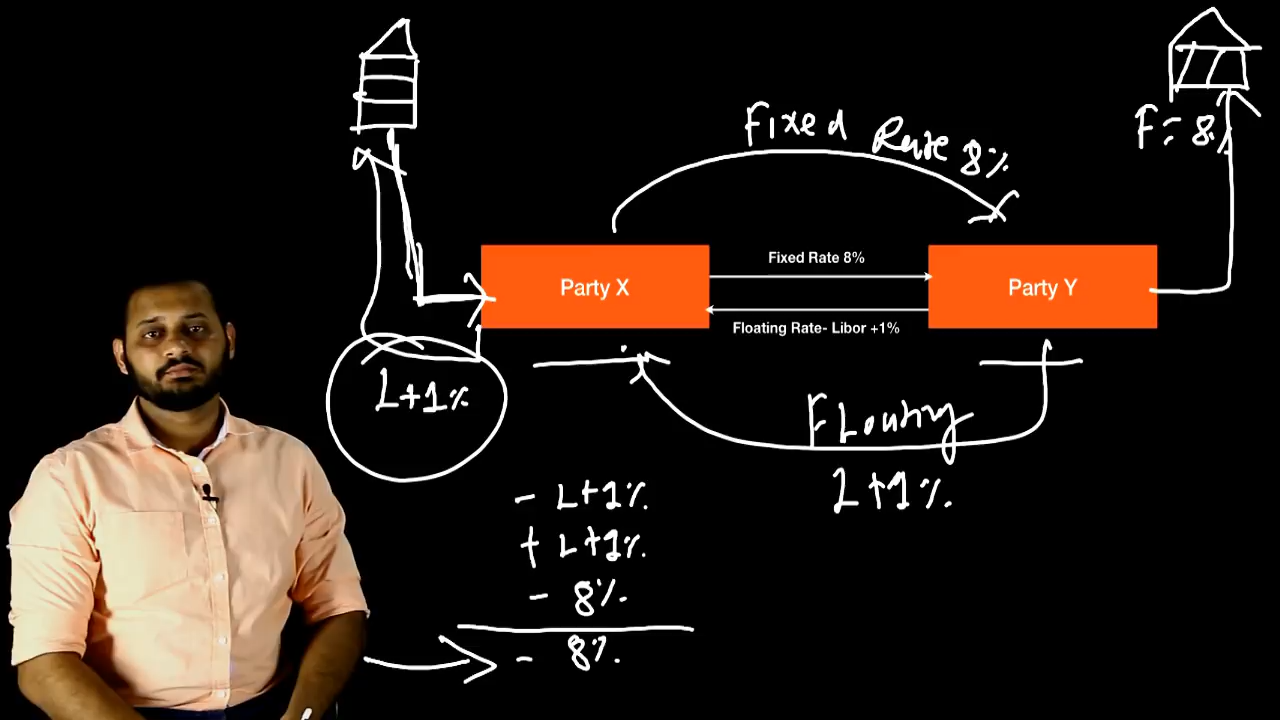 Fixed Rate 8%
F = 8%
Party X
Fixed Rate 8%
Floating Rate- Libor +1%
Party Y
L+1%
Floating
L+1%
- L+1%
+ L+1%
- 8%
- 8%